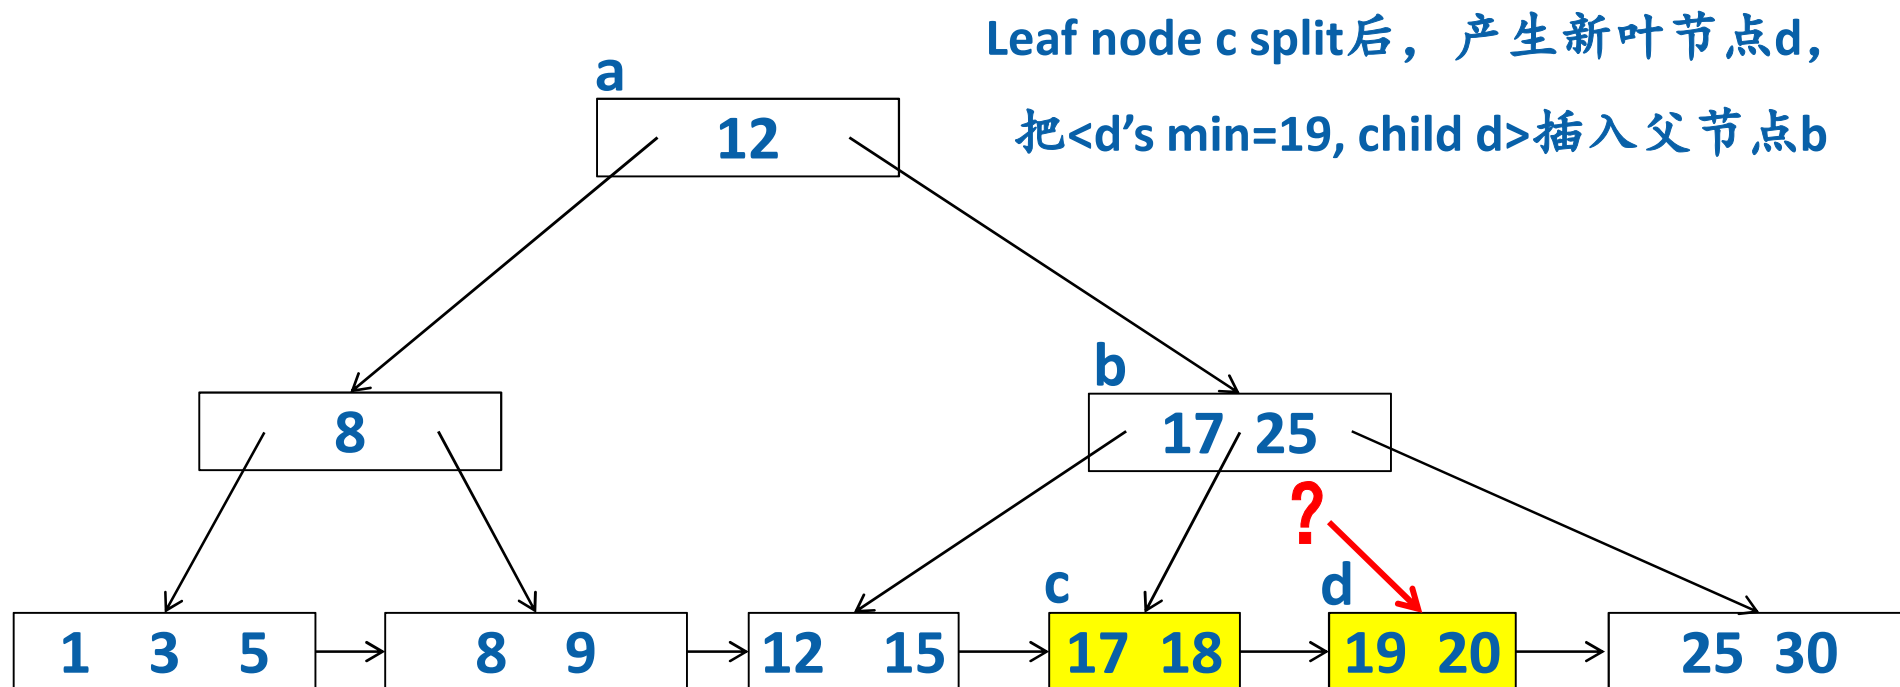 Leaf node c split后，产生新叶节点d，
把<d’s min=19, child d>插入父节点b
a
12
b
8
17 25
?
c
d
1 3 5
8 9
12 15
17 18
19 20
25 30